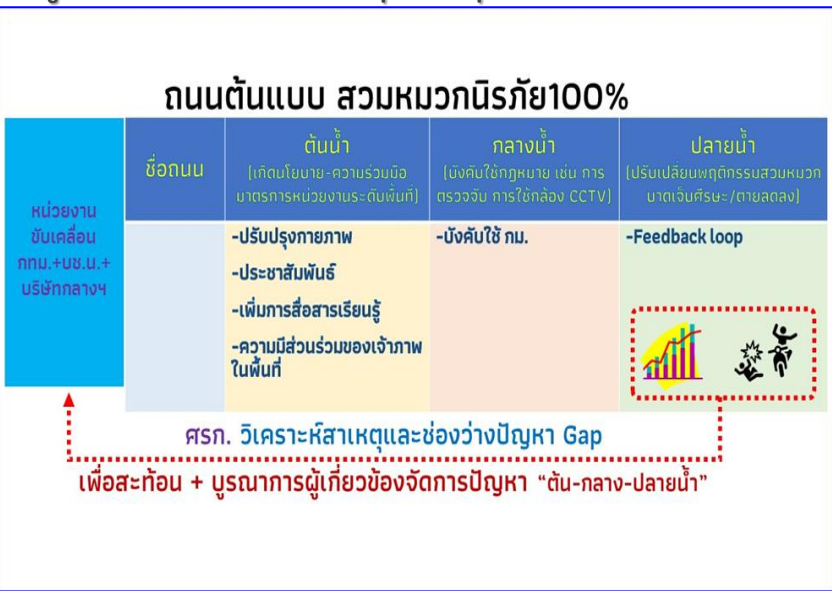 ถนนต้นแบบ สวมหมวกนิรภัย100%
หน่วยงาน
ขับเคลื่อน
กทม.+บช.น.+
บริษัทกลางฯ
ชื่อถนน
ต้นน้ำ
(เกิดนโยบาย-ความร่วมมือ
มาตรการหน่วยงานระดับพื้นที่)
กลางน้ำ
(บังคับใช้กฎหมาย เช่น การ
ตรวจจับ การใช้กล้อง CCTV)
ปลายน้ำ
(ปรับเปลี่ยนพฤติกรรมสวมหมวก
บาดเจ็บศีรษะ/ตายลดลง)
-ปรับปรุงกายภาพ
-ประชาสัมพันธ์
-เพิ่มการสื่อสารเรียนรู้
-ความมีส่วนร่วมของเจ้าภาพ
ในพื้นที่
-บังคับใช้ กม.
-Feedback loop
ศรก. วิเคราะห์สาเหตุและช่องว่างปัญหา Gap
เพื่อสะท้อน + บูรณาการผู้เกี่ยวข้องจัดการปัญหา “ต้น-กลาง-ปลายน้ำ”